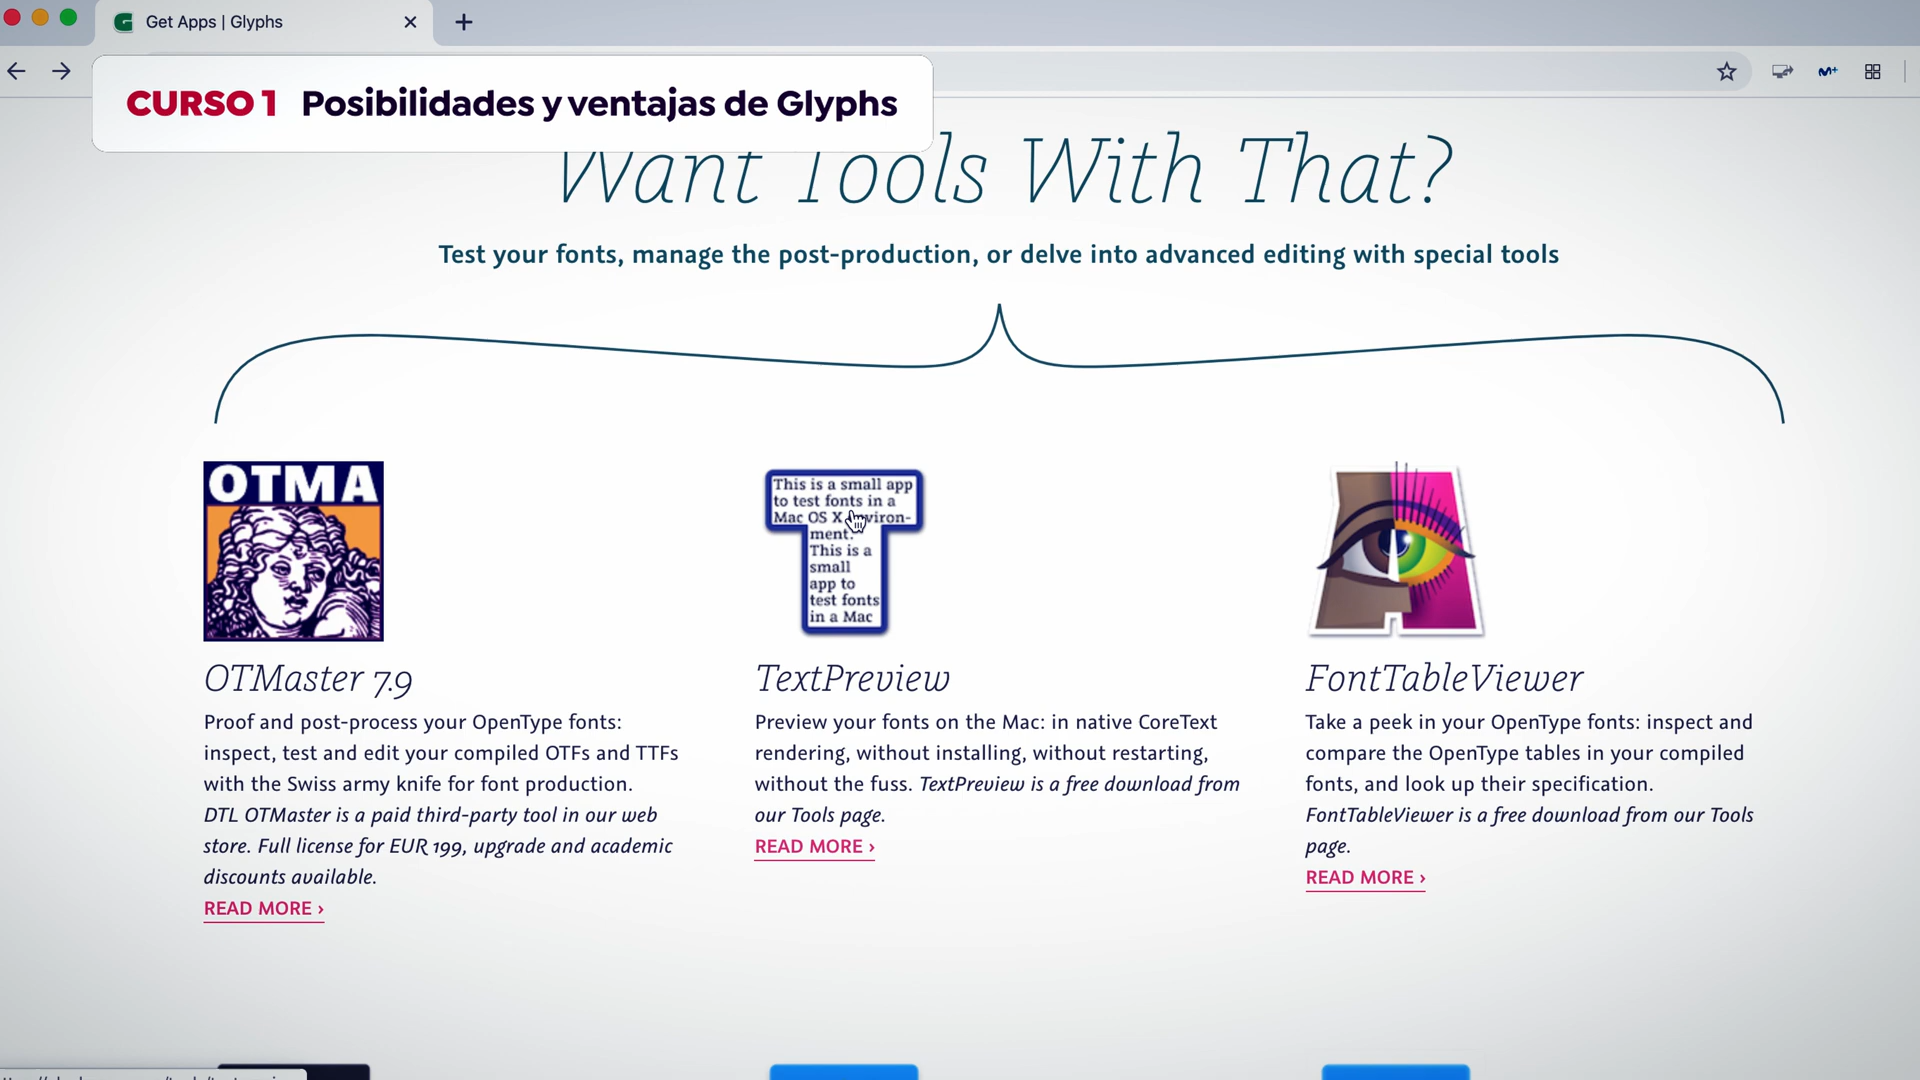 Get Apps | Glyphs
CURSO 1 Posibilidades y ventajas de Glyphs
Want Tools With That?
Test your fonts, manage the post-production, or delve into advanced editing with special tools
OTMA
This is a small app
to test fonts in a
Mac OS X environ-
ment.
This is a
small
app to
test fonts
in a Mac
OTMaster 7.9
Proof and post-process your OpenType fonts:
inspect, test and edit your compiled OTFs and TTFs
with the Swiss army knife for font production.
DTL OTMaster is a paid third-party tool in our web
store. Full license for EUR 199, upgrade and academic
discounts available.
READ MORE ›
TextPreview
Preview your fonts on the Mac: in native CoreText
rendering, without installing, without restarting,
without the fuss. TextPreview is a free download from
our Tools page.
READ MORE ›
FontTableViewer
Take a peek in your OpenType fonts: inspect and
compare the OpenType tables in your compiled
fonts, and look up their specification.
FontTableViewer is a free download from our Tools
page.
READ MORE ›